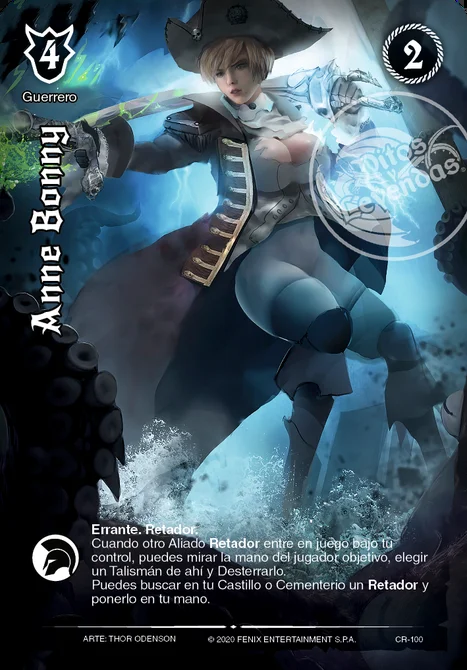 4
2
Guerrero
Anne Bonny
Mitos
Leyendas
Errante. Retador.
Cuando otro Aliado Retador entre en juego bajo tu
control, puedes mirar la mano del jugador objetivo, elegir
un Talismán de ahí y Desterrarlo.
Puedes buscar en tu Castillo o Cementerio un Retador y
ponerlo en tu mano.
ARTE: THOR ODENSON
© 2020 FENIX ENTERTAINMENT S.P.A.
CR-100